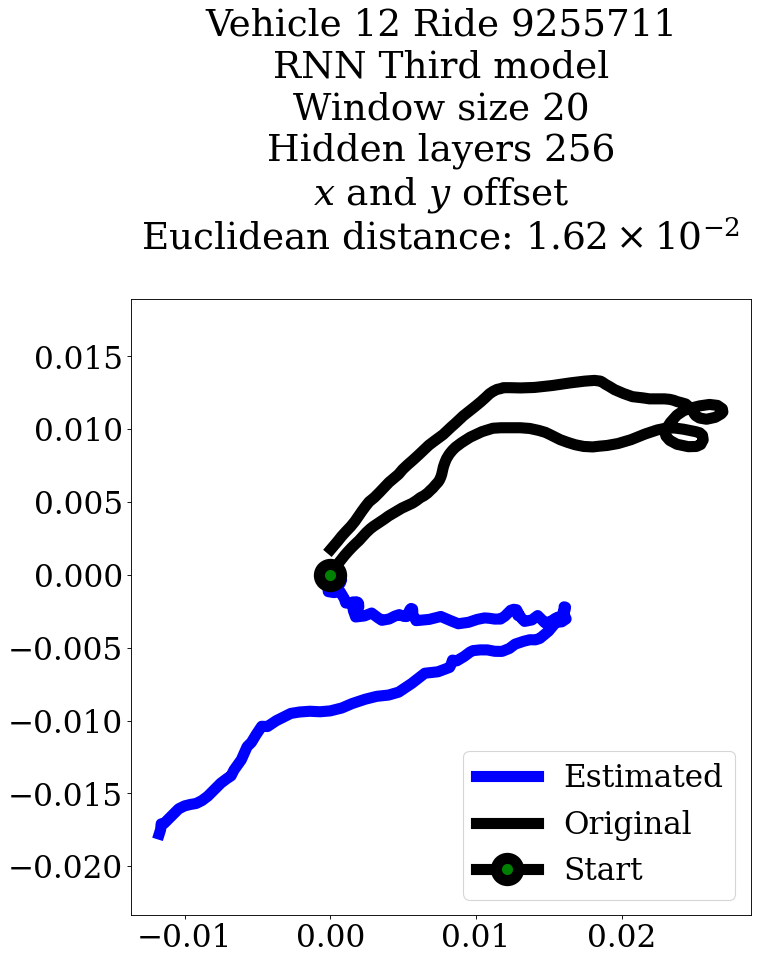 Vehicle 12 Ride 9255711
RNN Third model
Window size 20
Hidden layers 256
x and y offset
Euclidean distance: 1.62 × 10⁻²
0.015
0.010
0.005
0.000
−0.005
−0.010
−0.015
−0.020
Estimated
Original
Start
−0.01
0.00
0.01
0.02